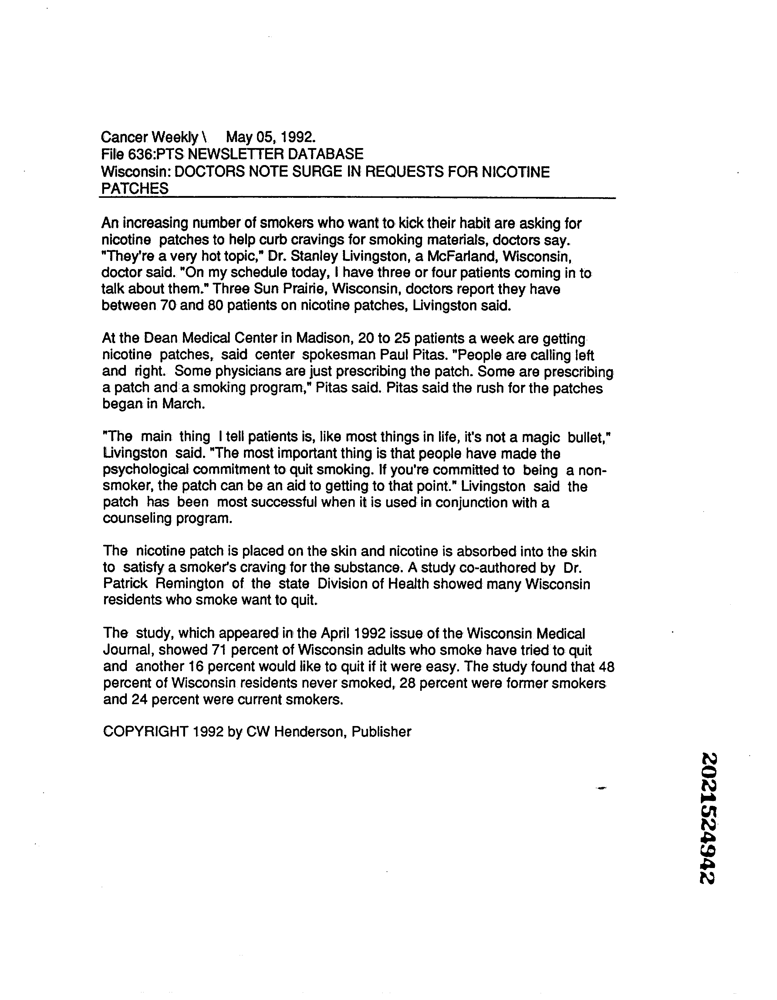 Cancer Weekly \ May 05, 1992.
File 636:PTS NEWSLETTER DATABASE
Wisconsin: DOCTORS NOTE SURGE IN REQUESTS FOR NICOTINE
PATCHES
An increasing number of smokers who want to kick their habit are asking for
nicotine patches to help curb cravings for smoking materials, doctors say.
"They're a very hot topic," Dr. Stanley Livingston, a McFarland, Wisconsin,
doctor said. "On my schedule today, I have three or four patients coming in to
talk about them." Three Sun Prairie, Wisconsin, doctors report they have
between 70 and 80 patients on nicotine patches, Livingston said.
At the Dean Medical Center in Madison, 20 to 25 patients a week are getting
nicotine patches, said center spokesman Paul Pitas. "People are calling left
and right. Some physicians are just prescribing the patch. Some are prescribing
a patch and a smoking program," Pitas said. Pitas said the rush for the patches
began in March.
"The main thing I tell patients is, like most things in life, it's not a magic bullet,"
Livingston said. "The most important thing is that people have made the
psychological commitment to quit smoking. If you're committed to being a non-
smoker, the patch can be an aid to getting to that point." Livingston said the
patch has been most successful when it is used in conjunction with a
counseling program.
The nicotine patch is placed on the skin and nicotine is absorbed into the skin
to satisfy a smoker's craving for the substance. A study co-authored by Dr.
Patrick Remington of the state Division of Health showed many Wisconsin
residents who smoke want to quit.
The study, which appeared in the April 1992 issue of the Wisconsin Medical
Journal, showed 71 percent of Wisconsin adults who smoke have tried to quit
and another 16 percent would like to quit if it were easy. The study found that 48
percent of Wisconsin residents never smoked, 28 percent were former smokers
and 24 percent were current smokers.
COPYRIGHT 1992 by CW Henderson, Publisher
2021524942